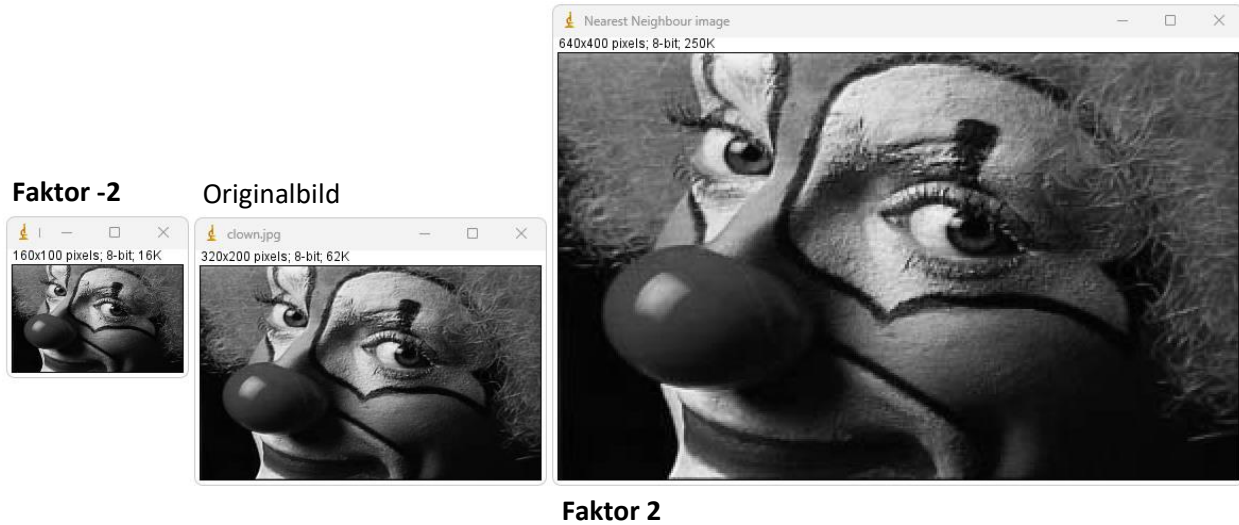 Faktor -2
160x100 pixels; 8-bit; 16K
Originalbild
clown.jpg
320x200 pixels; 8-bit; 62K
Nearest Neighbour image
640x400 pixels; 8-bit; 250K
Faktor 2